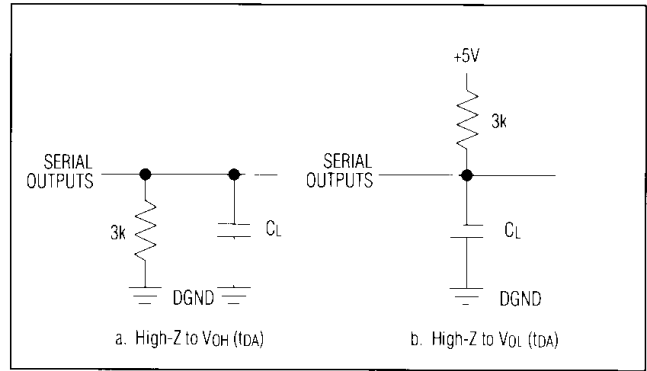 SERIAL
OUTPUTS
3k
CL
DGND
a. High-Z to VOH (tDA)
+5V
3k
SERIAL
OUTPUTS
CL
DGND
b. High-Z to VOL (tDA)